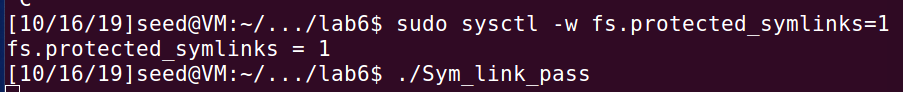 [10/16/19]seed@VM:~/.../lab6$ sudo sysctl -w fs.protected_symlinks=1
fs.protected_symlinks = 1
[10/16/19]seed@VM:~/.../lab6$ ./Sym_link_pass